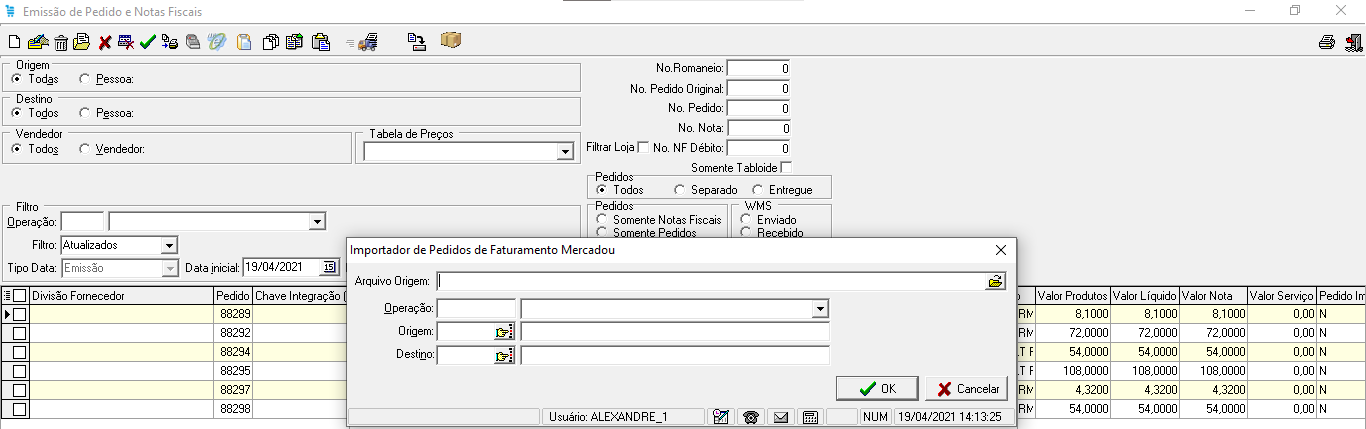 Emissão de Pedido e Notas Fiscais
Origem
Todas Pessoa:
Destino
Todos Pessoa:
Vendedor
Todos Vendedor:
Tabela de Preços
No.Romaneio: 0
No. Pedido Original: 0
No. Pedido: 0
No. Nota: 0
Filtrar Loja No. NF Débito: 0
Somente Tabloide
Pedidos
Todos Separado Entregue
Pedidos
Somente Notas Fiscais
Somente Pedidos
WMS
Enviado
Recebido
Filtro
Operação:
Filtro: Atualizados
Tipo Data: Emissão Data inicial: 19/04/2021 15
Importador de Pedidos de Faturamento Mercadou
Arquivo Origem:
Operação:
Origem:
Destino:
OK Cancelar
Usuário: ALEXANDRE_1 NUM 19/04/2021 14:13:25
Divisão Fornecedor Pedido Chave Integração ( Valor Produtos Valor Líquido Valor Nota Valor Serviço Pedido Im
88289 RM 8,1000 8,1000 8,1000 0,00 N
88292 RM 72,0000 72,0000 72,0000 0,00 N
88294 LT F 54,0000 54,0000 54,0000 0,00 N
88295 LT F 108,0000 108,0000 108,0000 0,00 N
88297 RM 4,3200 4,3200 4,3200 0,00 N
88298 RM 54,0000 54,0000 54,0000 0,00 N